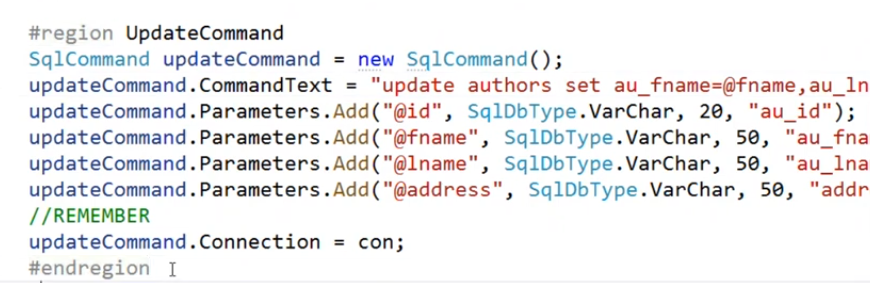 #region UpdateCommand
SqlCommand updateCommand = new SqlCommand();
updateCommand.CommandText = "update authors set au_fname=@fname,au_ln
updateCommand.Parameters.Add("@id", SqlDbType.VarChar, 20, "au_id");
updateCommand.Parameters.Add("@fname", SqlDbType.VarChar, 50, "au_fna
updateCommand.Parameters.Add("@lname", SqlDbType.VarChar, 50, "au_lna
updateCommand.Parameters.Add("@address", SqlDbType.VarChar, 50, "addr
//REMEMBER
updateCommand.Connection = con;
#endregion